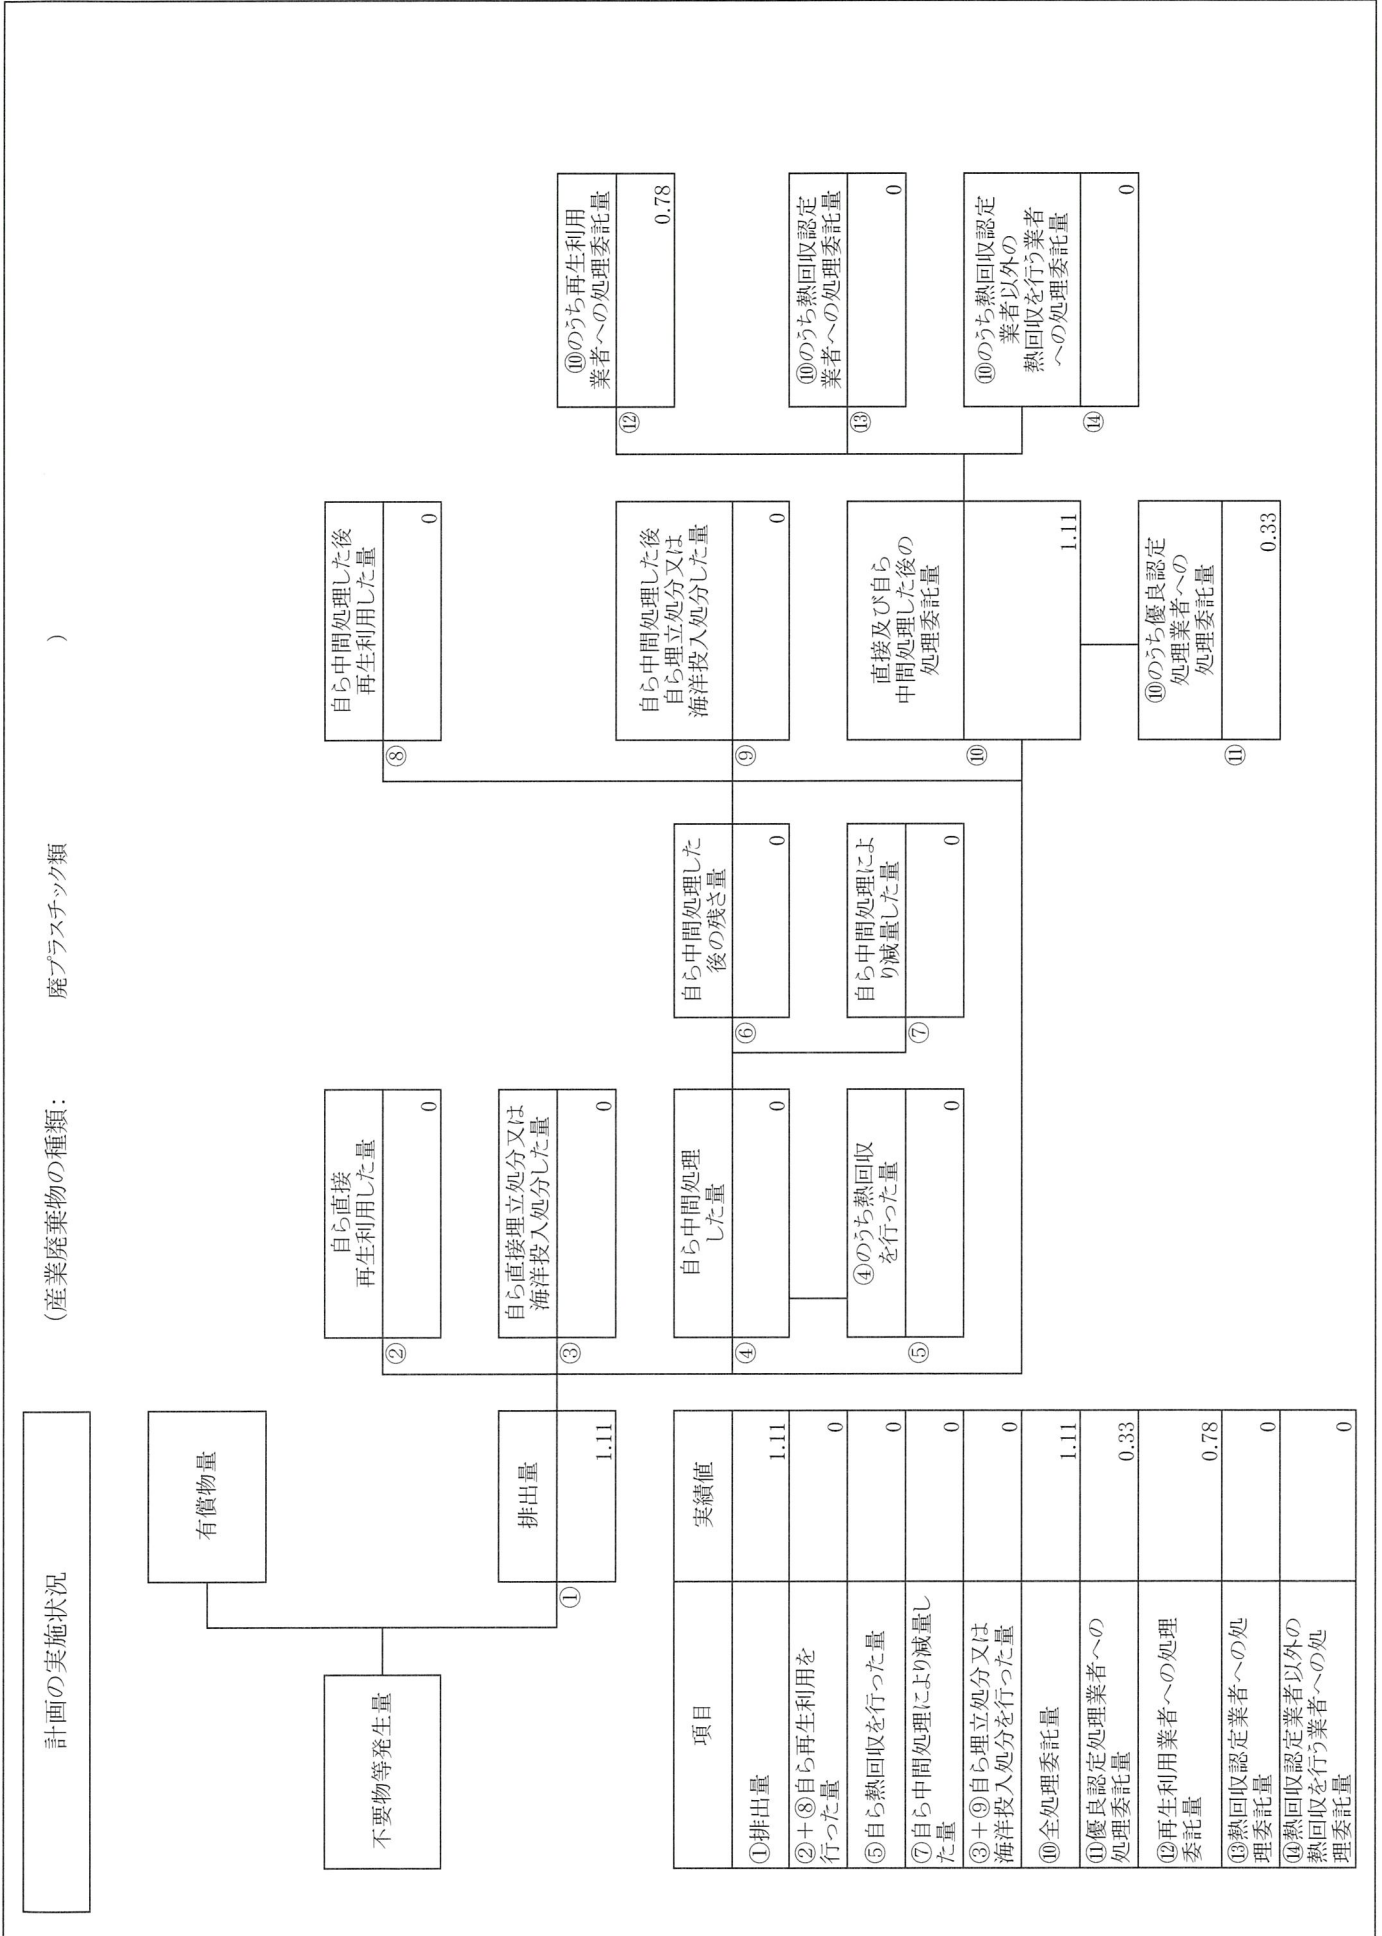 計画の実施状況
(産業廃棄物の種類： 廃プラスチック類 )
有償物量
不要物等発生量
排出量
①
1.11
自ら直接
再生利用した量
②
0
自ら直接埋立処分又は
海洋投入処分した量
③
0
自ら中間処理
した量
④
0
④のうち熱回収
を行った量
⑤
0
自ら中間処理した
後の残さ量
⑥
0
自ら中間処理によ
り減量した量
⑦
0
自ら中間処理した後
再生利用した量
⑧
0
自ら中間処理した後
自ら埋立処分又は
海洋投入処分した量
⑨
0
直接及び自ら
中間処理した後の
処理委託量
⑩
1.11
⑩のうち優良認定
処理業者への
処理委託量
⑪
0.33
⑩のうち再生利用
業者への処理委託量
⑫
0.78
⑩のうち熱回収認定
業者への処理委託量
⑬
0
⑩のうち熱回収認定
業者以外の
熱回収を行う業者
への処理委託量
⑭
0
項目 実績値
①排出量 1.11
②＋⑧自ら再生利用を
行った量 0
⑤自ら熱回収を行った量 0
⑦自ら中間処理により減量し
た量 0
③＋⑨自ら埋立処分又は
海洋投入処分を行った量 0
⑩全処理委託量 1.11
⑪優良認定処理業者への
処理委託量 0.33
⑫再生利用業者への処理
委託量 0.78
⑬熱回収認定業者への処
理委託量 0
⑭熱回収認定業者以外の
熱回収を行う業者への処
理委託量 0